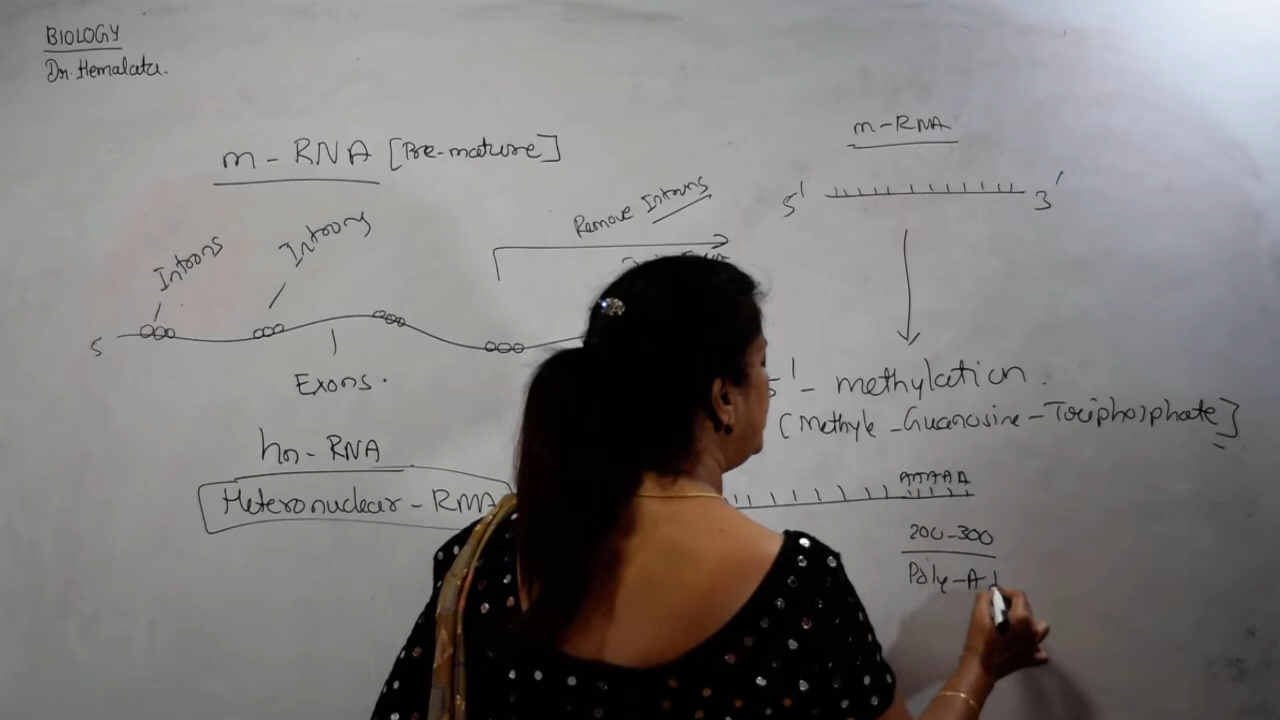 BIOLOGY
Dr. Hemalata.
m - RNA [Pre-mature]
m-RNA
Remove Introns
5' 3'
Introns
Introns
5
Exons.
5'- methylation.
(Methyle -Guanosine - Toriphosphate]
hn-RNA
Heteronuclear - RNA
AAAAA
200-300
Poly-A